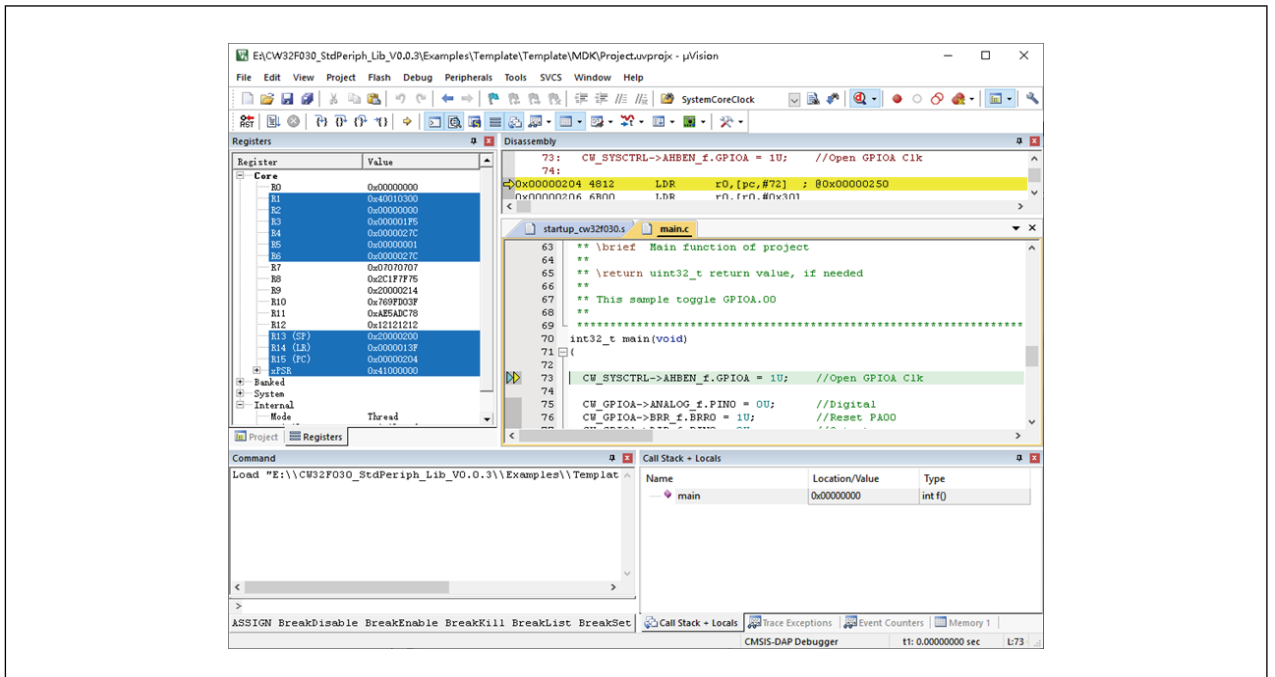 E:\CW32F030_StdPeriph_Lib_V0.0.3\Examples\Template\Template\MDK\Project.uvprojx - µVision
File Edit View Project Flash Debug Peripherals Tools SVCS Window Help
SystemCoreClock
RST
Registers
Register Value
Core
R0 0x00000000
R1 0x40010300
R2 0x00000000
R3 0x000001F5
R4 0x0000027C
R5 0x00000001
R6 0x0000027C
R7 0x07070707
R8 0x2C1F7F75
R9 0x20000214
R10 0x769FD03F
R11 0xAE5ADC78
R12 0x12121212
R13 (SP) 0x20000200
R14 (LR) 0x0000013F
R15 (PC) 0x00000204
xPSR 0x41000000
Banked
System
Internal
Mode Thread
Project Registers
Disassembly
73: CW_SYSCTRL->AHBEN_f.GPIOA = 1U; //Open GPIOA Clk
74:
0x00000204 4812 LDR r0,[pc,#72] ; @0x00000250
0x00000206 6B00 LDR r0,[r0,#0x30]
startup_cw32f030.s main.c
63 ** \brief Main function of project
64 **
65 ** \return uint32_t return value, if needed
66 **
67 ** This sample toggle GPIOA.00
68 **
69 ******************************************************************************
70 int32_t main(void)
71 {
72
73 CW_SYSCTRL->AHBEN_f.GPIOA = 1U; //Open GPIOA Clk
74
75 CW_GPIOA->ANALOG_f.PIN0 = 0U; //Digital
76 CW_GPIOA->BRR_f.BRR0 = 1U; //Reset PA00
Command
Load "E:\\CW32F030_StdPeriph_Lib_V0.0.3\\Examples\\Templat
>
ASSIGN BreakDisable BreakEnable BreakKill BreakList BreakSet
Call Stack + Locals
Name Location/Value Type
main 0x00000000 int f()
Call Stack + Locals Trace Exceptions Event Counters Memory 1
CMSIS-DAP Debugger t1: 0.00000000 sec L:73